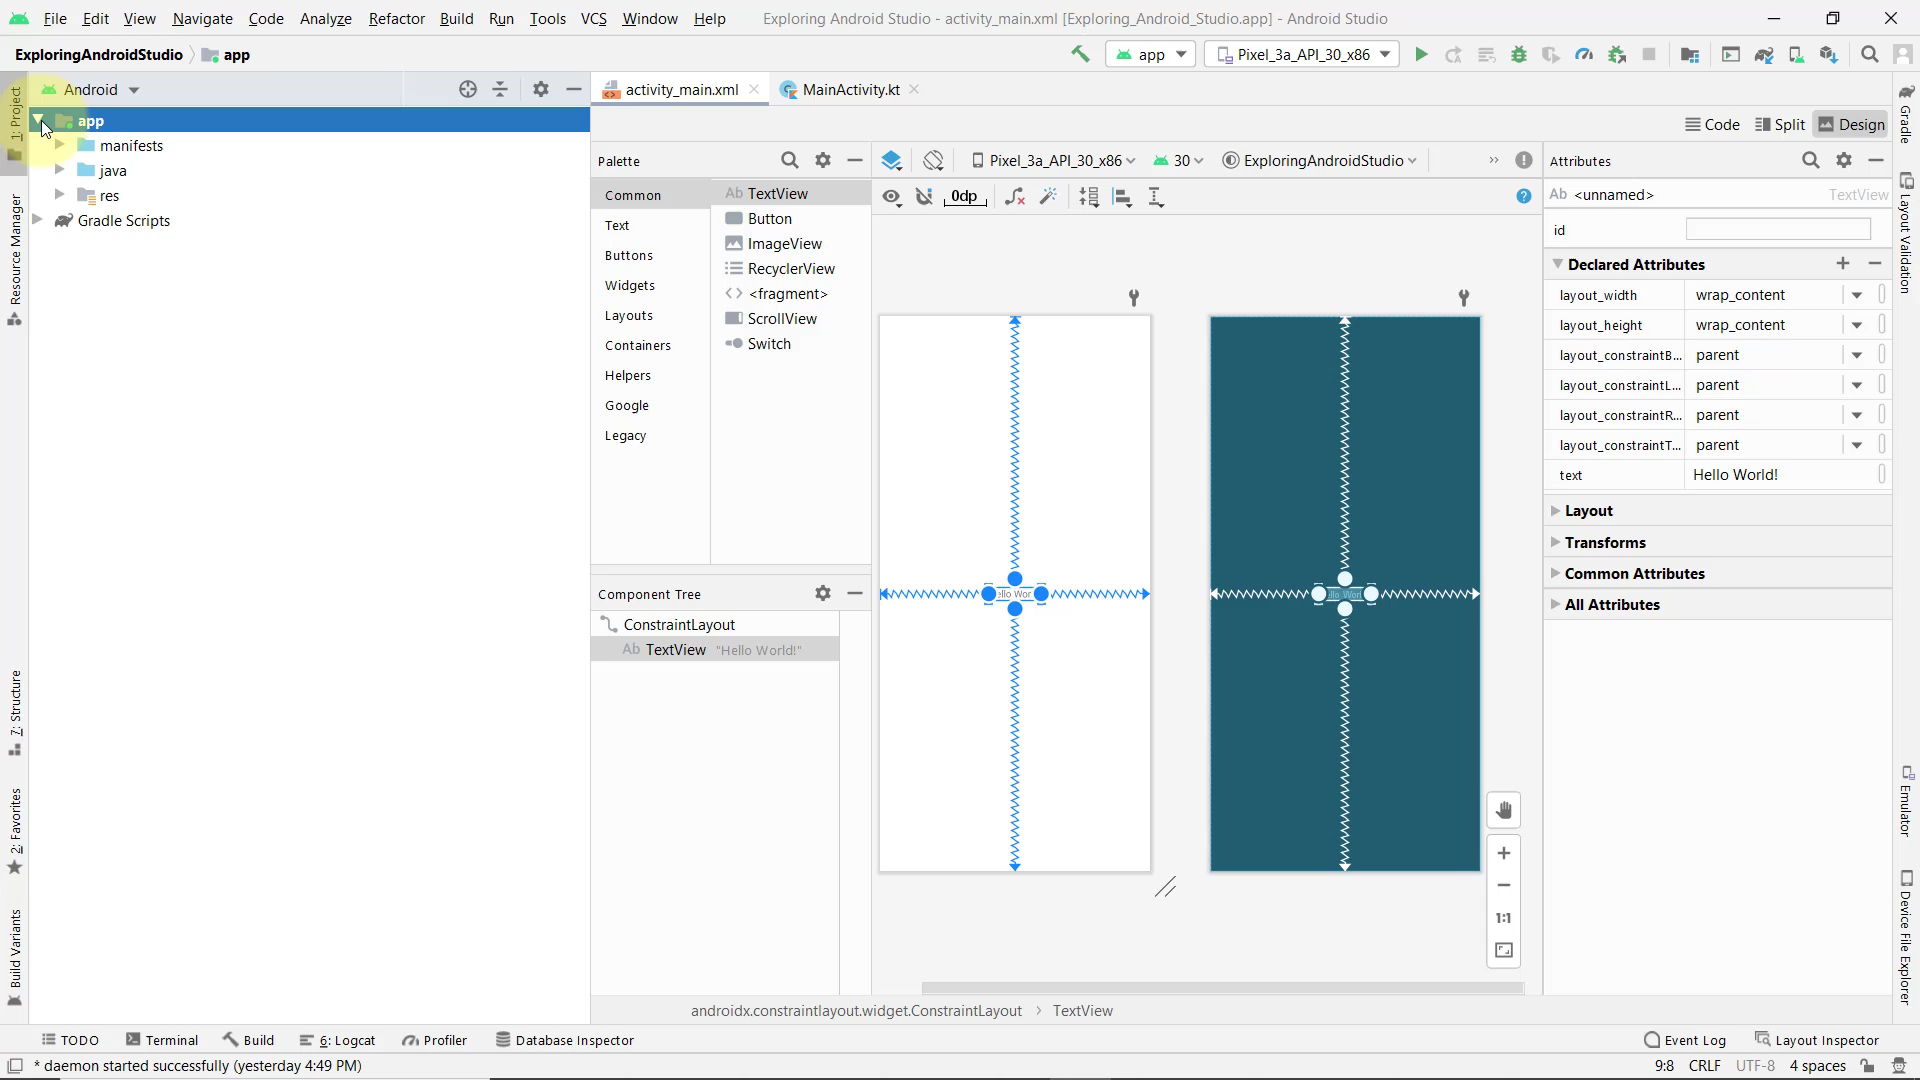 File Edit View Navigate Code Analyze Refactor Build Run Tools VCS Window Help Exploring Android Studio - activity_main.xml [Exploring_Android_Studio.app] - Android Studio
ExploringAndroidStudio app
app Pixel_3a_API_30_x86
1: Project
Resource Manager
7: Structure
2: Favorites
Build Variants
Android
app
manifests
java
res
Gradle Scripts
activity_main.xml MainActivity.kt
Code Split Design
Palette
Common
Text
Buttons
Widgets
Layouts
Containers
Helpers
Google
Legacy
Ab TextView
Button
ImageView
RecyclerView
<fragment>
ScrollView
Switch
Pixel_3a_API_30_x86 30 ExploringAndroidStudio
0dp
ello Wor
1:1
Component Tree
ConstraintLayout
Ab TextView "Hello World!"
Attributes
Ab <unnamed> TextView
id
Declared Attributes
layout_width wrap_content
layout_height wrap_content
layout_constraintB... parent
layout_constraintL... parent
layout_constraintR... parent
layout_constraintT... parent
text Hello World!
Layout
Transforms
Common Attributes
All Attributes
Gradle
Layout Validation
Emulator
Device File Explorer
androidx.constraintlayout.widget.ConstraintLayout TextView
TODO Terminal Build 6: Logcat Profiler Database Inspector Event Log Layout Inspector
* daemon started successfully (yesterday 4:49 PM) 9:8 CRLF UTF-8 4 spaces